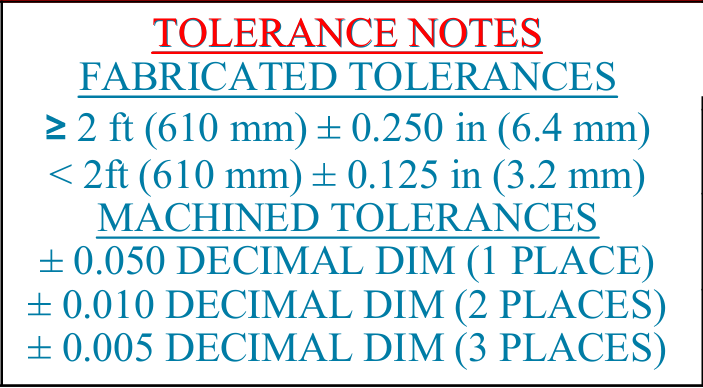 TOLERANCE NOTES
FABRICATED TOLERANCES
≥ 2 ft (610 mm) ± 0.250 in (6.4 mm)
< 2ft (610 mm) ± 0.125 in (3.2 mm)
MACHINED TOLERANCES
± 0.050 DECIMAL DIM (1 PLACE)
± 0.010 DECIMAL DIM (2 PLACES)
± 0.005 DECIMAL DIM (3 PLACES)